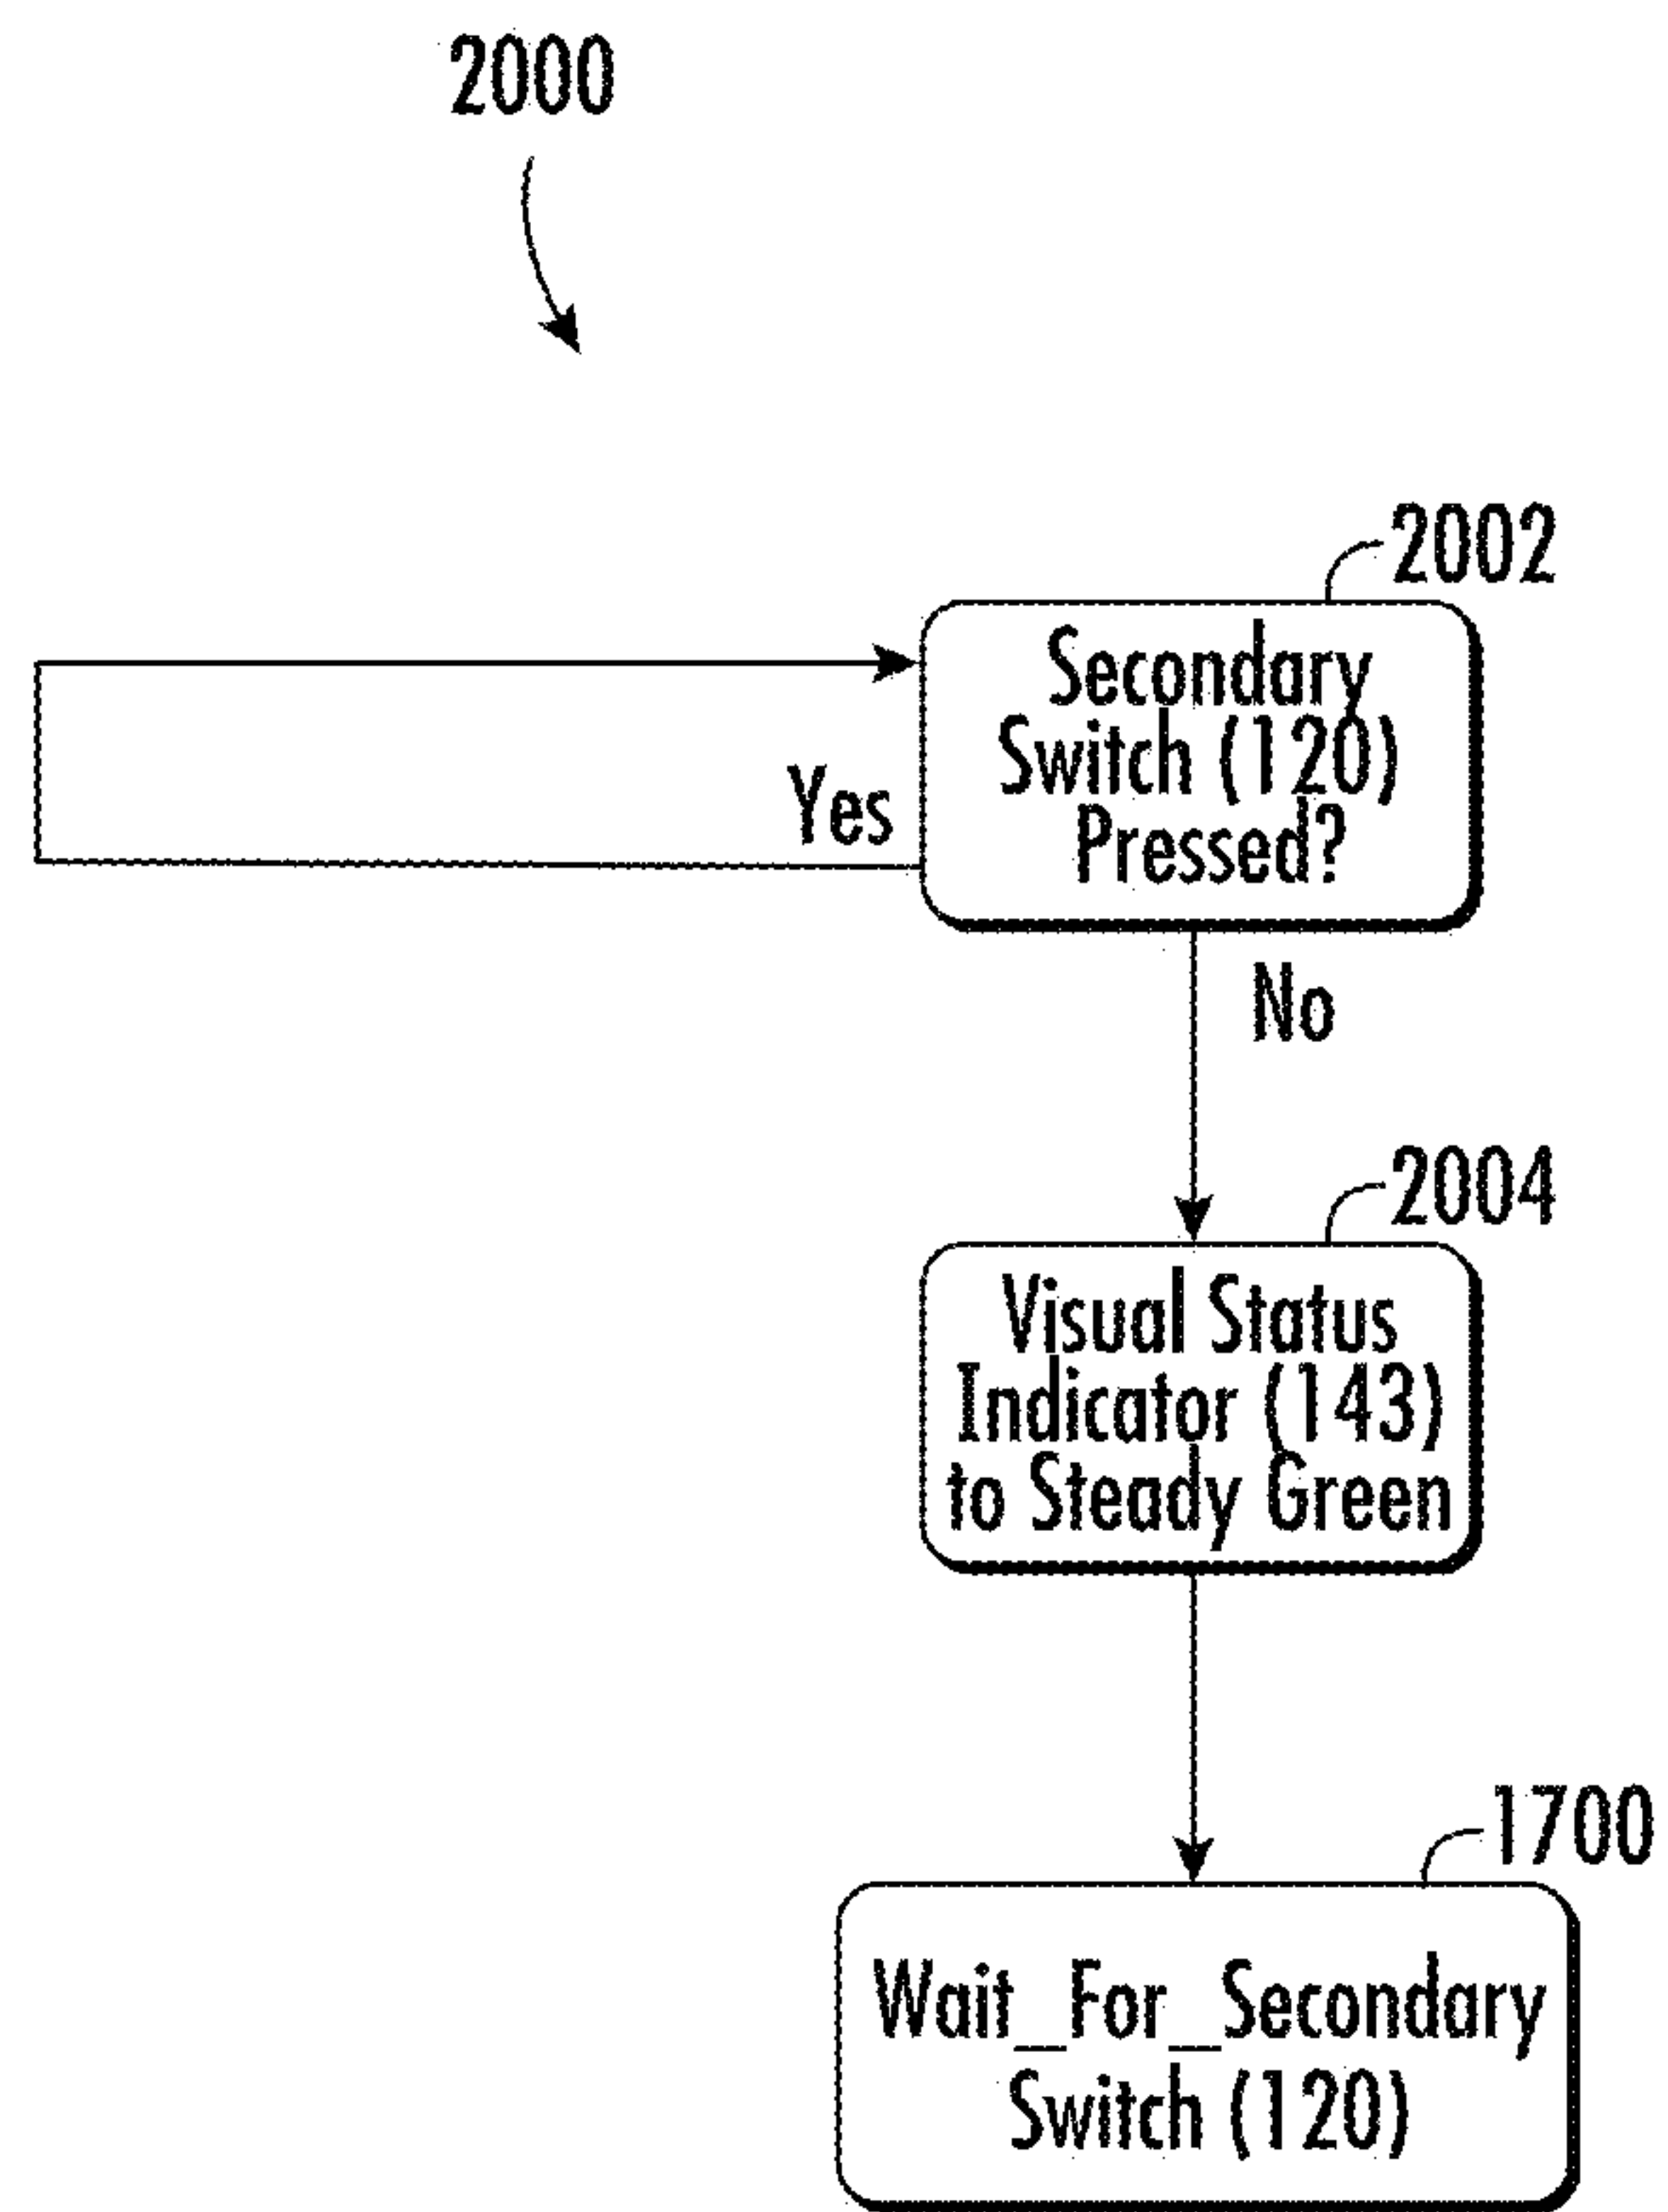 2000
2002
Secondary
Switch (120)
Pressed?
Yes
No
2004
Visual Status
Indicator (143)
to Steady Green
1700
Wait_For_Secondary
Switch (120)